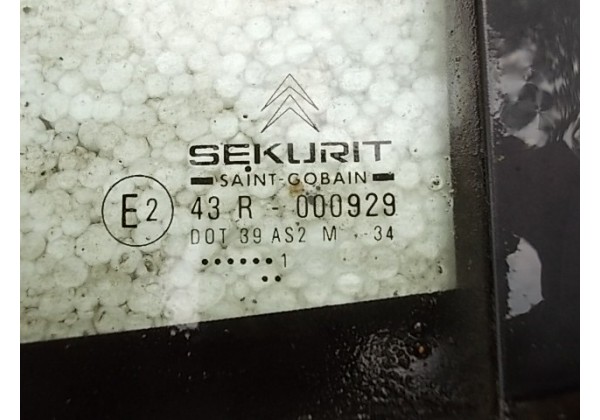 SEKURIT
SAINT-GOBAIN
E2 43 R - 000929
DOT 39 AS2 M 34
...... 1
..